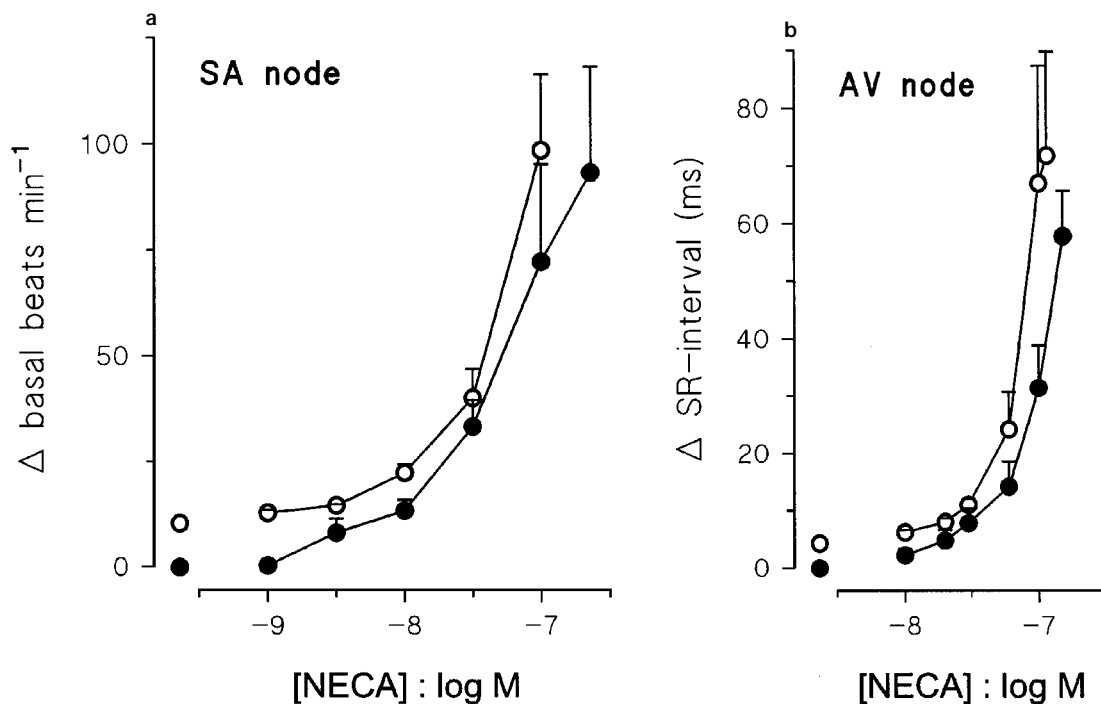 a
SA node
Δ basal beats min⁻¹
100
50
0
−9
−8
−7
[NECA] : log M
b
AV node
Δ SR−interval (ms)
80
60
40
20
0
−8
−7
[NECA] : log M